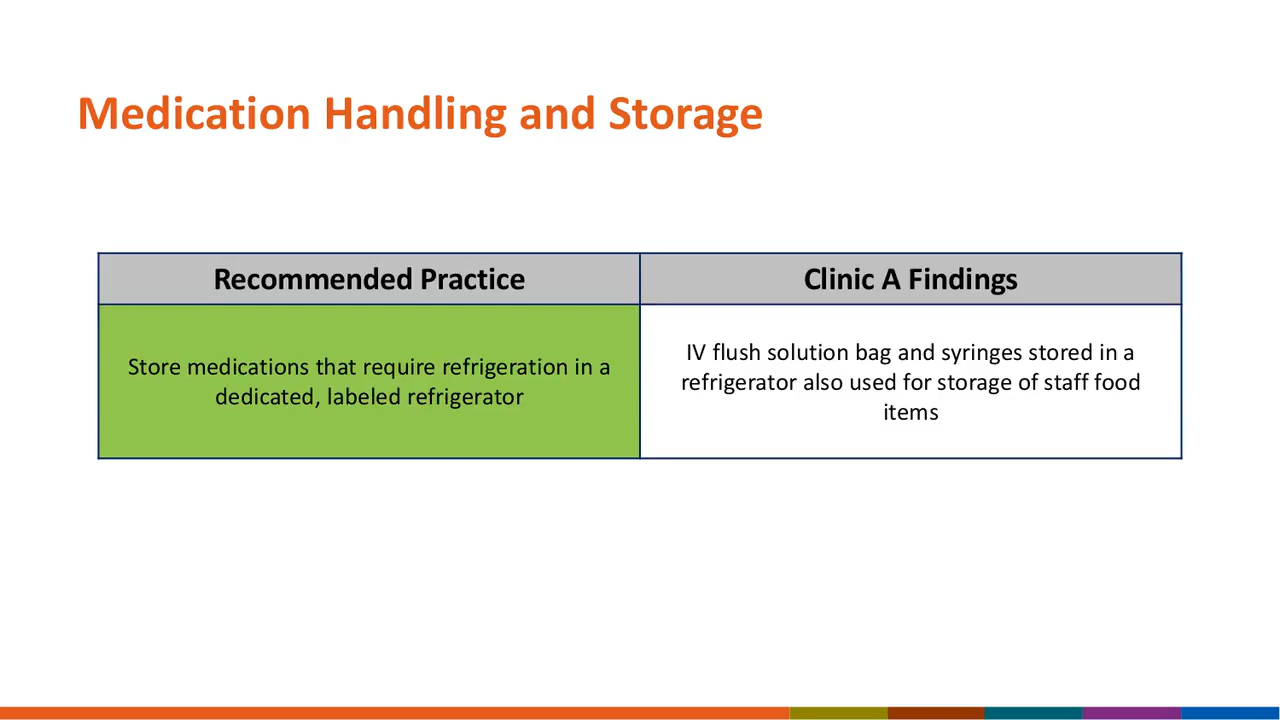 Medication Handling and Storage
Recommended Practice
Clinic A Findings
Store medications that require refrigeration in a
dedicated, labeled refrigerator
IV flush solution bag and syringes stored in a
refrigerator also used for storage of staff food
items